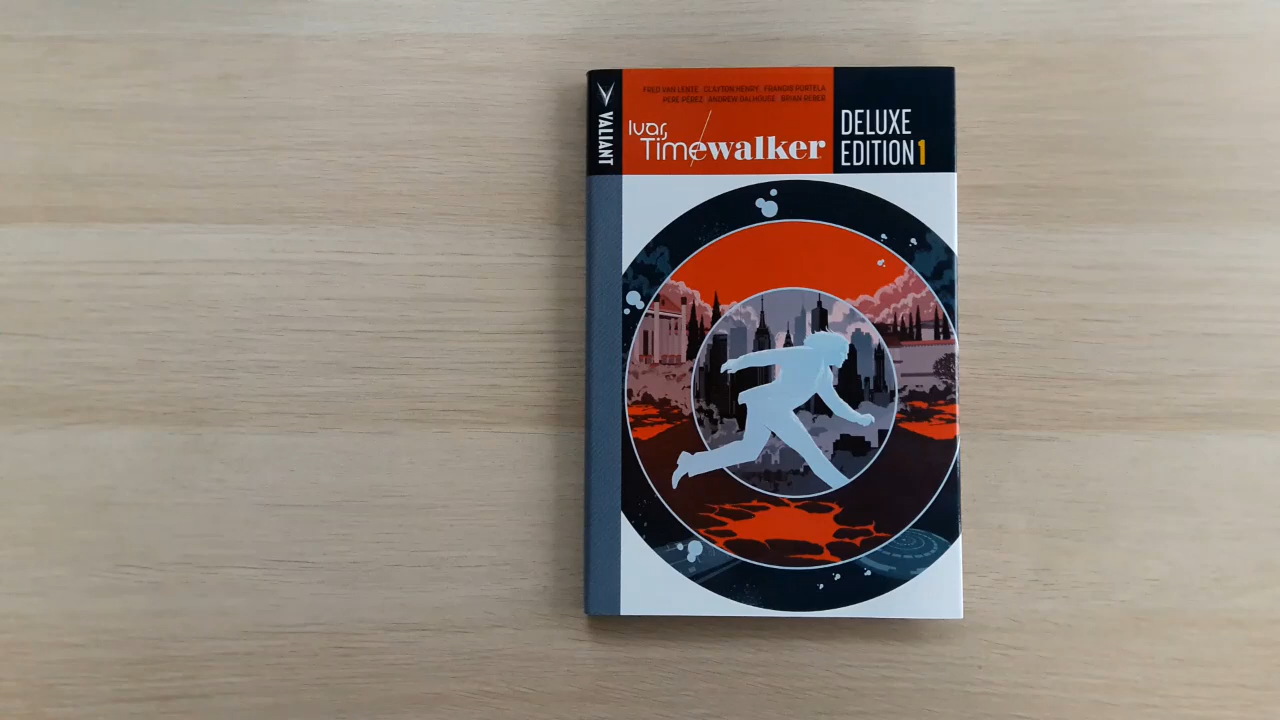 VALIANT
FRED VAN LENTE CLAYTON HENRY FRANCIS PORTELA
PERE PÉREZ ANDREW DALHOUSE BRIAN REBER
Ivar,
Timewalker
DELUXE
EDITION 1